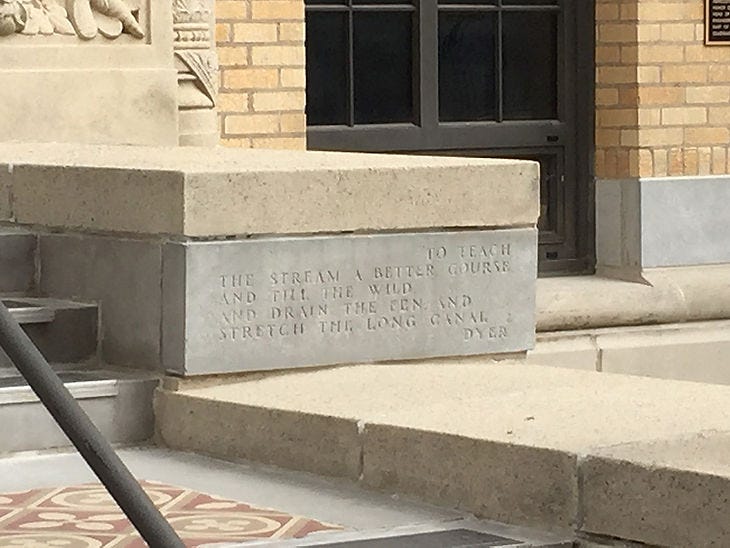 TO TEACH
THE STREAM A BETTER COURSE
AND TILL THE WILD,
AND DRAIN THE FEN, AND
STRETCH THE LONG CANAL
DYER